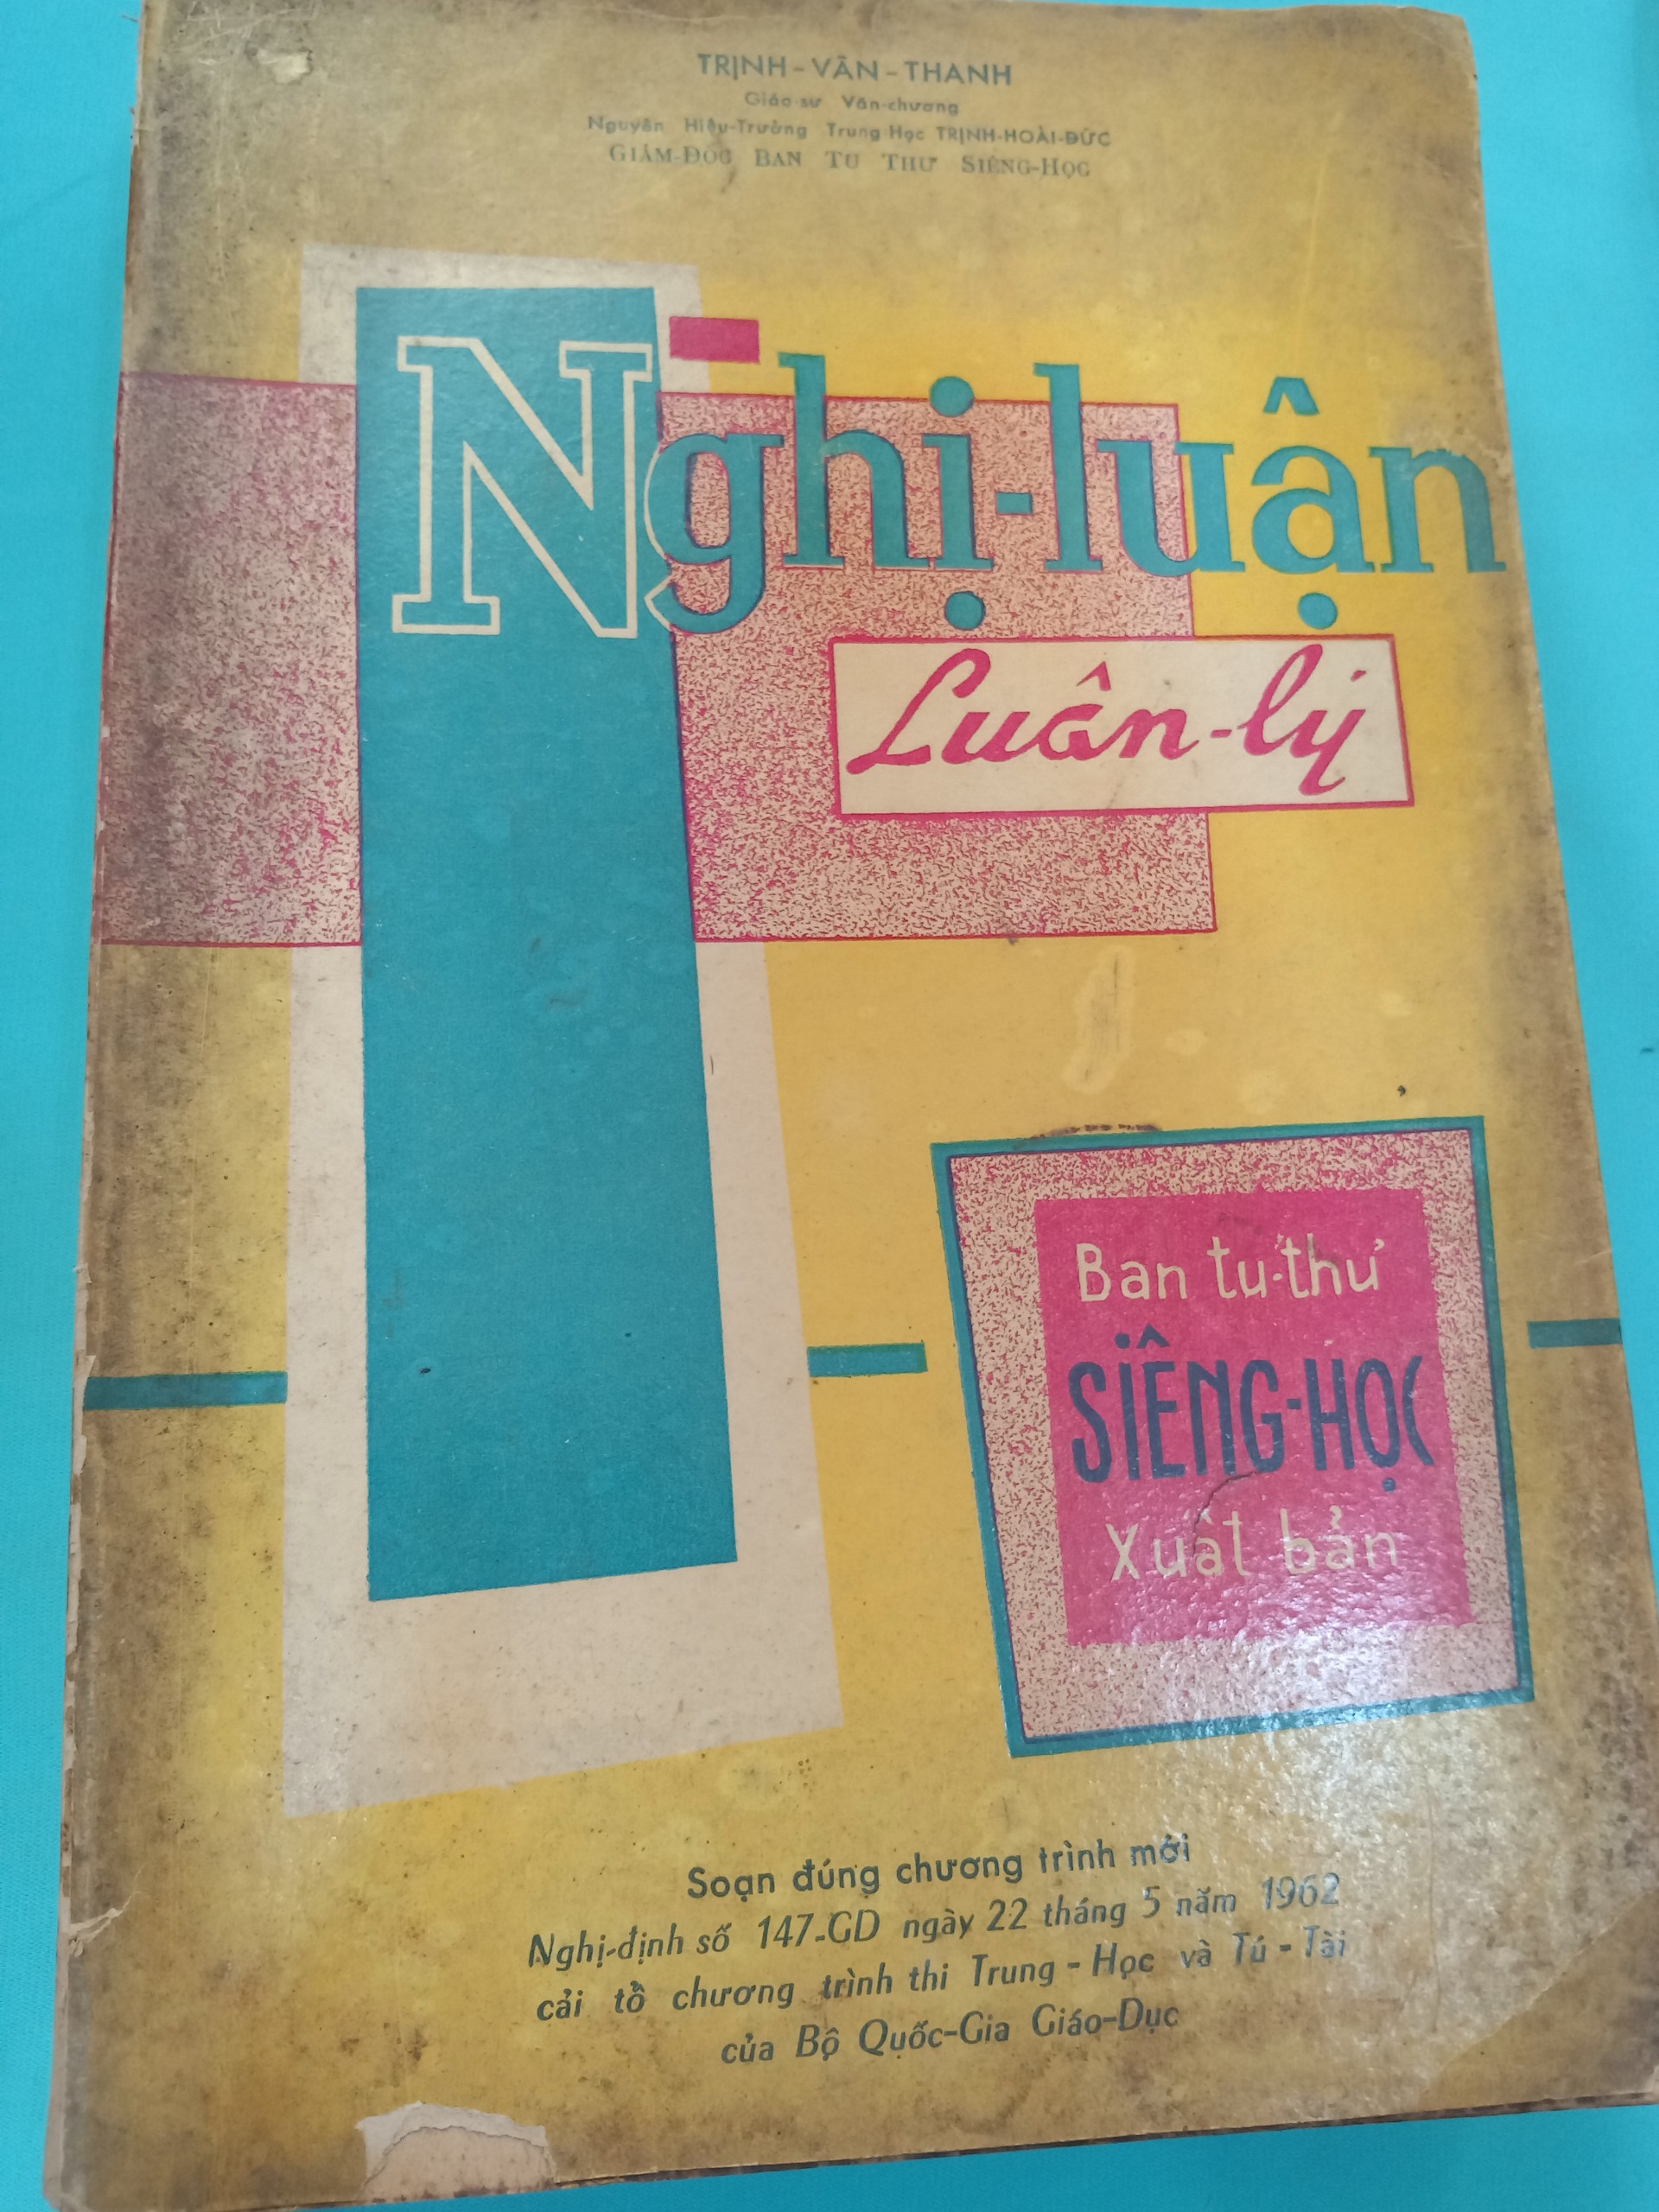 TRỊNH-VÂN-THANH
Giáo-sư Văn-chương
Nguyên Hiệu-Trưởng Trung Học TRỊNH-HOÀI-ĐỨC
GIÁM-ĐỐC BAN TU THƯ SIÊNG-HỌC
Nghị-luận
Luân-lý
Ban tu-thư
SIÊNG-HỌC
Xuất bản
Soạn đúng chương trình mới
Nghị-định số 147-GD ngày 22 tháng 5 năm 1962
cải tổ chương trình thi Trung-Học và Tú-Tài
của Bộ Quốc-Gia Giáo-Dục